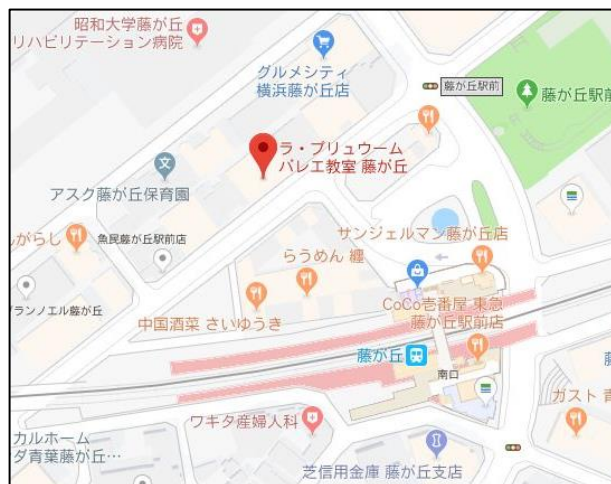 昭和大学藤が丘
リハビリテーション病院
グルメシティ
横浜藤が丘店
藤が丘駅前
藤が丘駅前
ラ・プリュウーム
バレエ教室 藤が丘
アスク藤が丘保育園
んがらし
魚民藤が丘駅前店
サンジェルマン藤が丘店
らうめん 纏
グランノエル藤が丘
中国酒菜 さいゆうき
CoCo壱番屋 東急
藤が丘駅前店
藤が丘
南口
ワキタ産婦人科
ガスト 青
カルホーム
ダ青葉藤が丘…
芝信用金庫 藤が丘支店